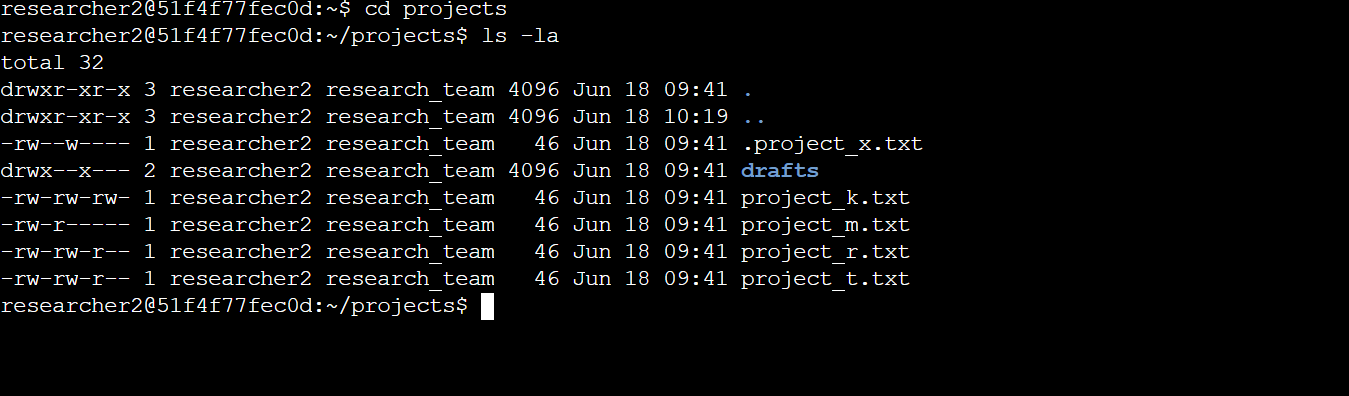 researcher2@51f4f77fec0d:~$ cd projects
researcher2@51f4f77fec0d:~/projects$ ls -la
total 32
drwxr-xr-x 3 researcher2 research_team 4096 Jun 18 09:41 .
drwxr-xr-x 3 researcher2 research_team 4096 Jun 18 10:19 ..
-rw--w---- 1 researcher2 research_team   46 Jun 18 09:41 .project_x.txt
drwx--x--- 2 researcher2 research_team 4096 Jun 18 09:41 drafts
-rw-rw-rw- 1 researcher2 research_team   46 Jun 18 09:41 project_k.txt
-rw-r----- 1 researcher2 research_team   46 Jun 18 09:41 project_m.txt
-rw-rw-r-- 1 researcher2 research_team   46 Jun 18 09:41 project_r.txt
-rw-rw-r-- 1 researcher2 research_team   46 Jun 18 09:41 project_t.txt
researcher2@51f4f77fec0d:~/projects$